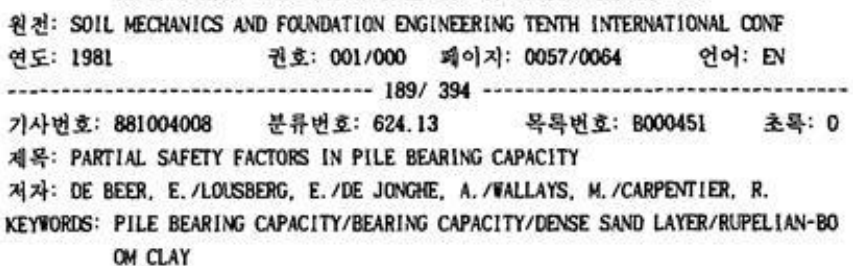 원전: SOIL MECHANICS AND FOUNDATION ENGINEERING TENTH INTERNATIONAL CONF
연도: 1981 권호: 001/000 페이지: 0057/0064 언어: EN
--------------------------------- 189/ 394 ---------------------------------
기사번호: 881004008 분류번호: 624.13 목록번호: B000451 초록: 0
제목: PARTIAL SAFETY FACTORS IN PILE BEARING CAPACITY
저자: DE BEER, E./LOUSBERG, E./DE JONGHE, A./WALLAYS, M./CARPENTIER, R.
KEYWORDS: PILE BEARING CAPACITY/BEARING CAPACITY/DENSE SAND LAYER/RUPELIAN-BO
OM CLAY